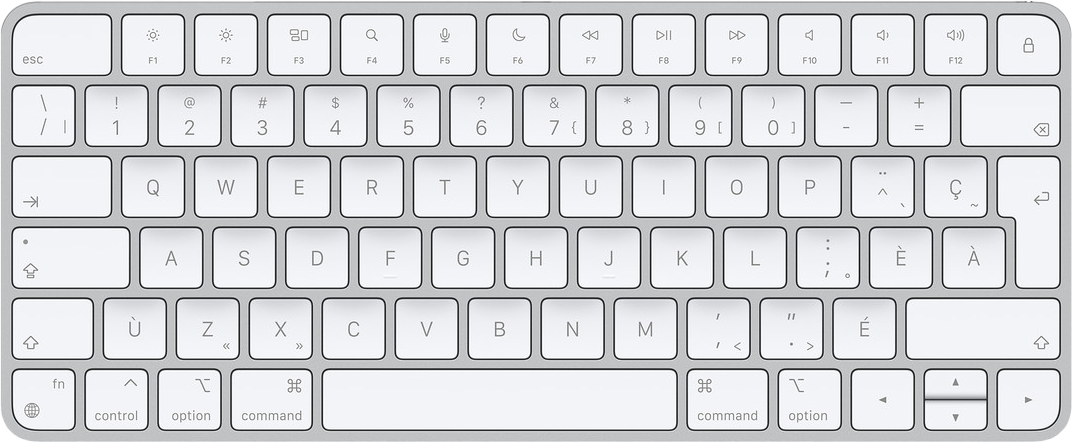 esc F1 F2 F3 F4 F5 F6 F7 F8 F9 F10 F11 F12
\ ! @ # $ % ? & * ( ) — +
/ | 1 2 3 4 5 6 7 { 8 } 9 [ 0 ] - =
Q W E R T Y U I O P ¨ ^ ` Ç ~
A S D F G H J K L : ; ° È À
Ù Z « X » C V B N M ' , < " . > É
fn control option command command option